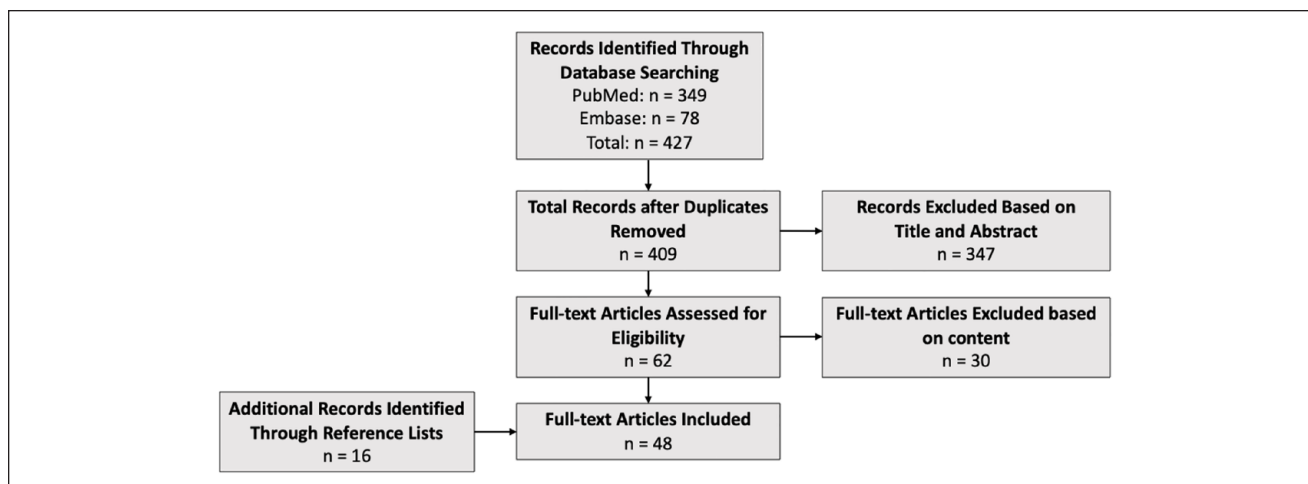 Records Identified Through
Database Searching
PubMed: n = 349
Embase: n = 78
Total: n = 427
Total Records after Duplicates
Removed
n = 409
Records Excluded Based on
Title and Abstract
n = 347
Full-text Articles Assessed for
Eligibility
n = 62
Full-text Articles Excluded based
on content
n = 30
Additional Records Identified
Through Reference Lists
n = 16
Full-text Articles Included
n = 48